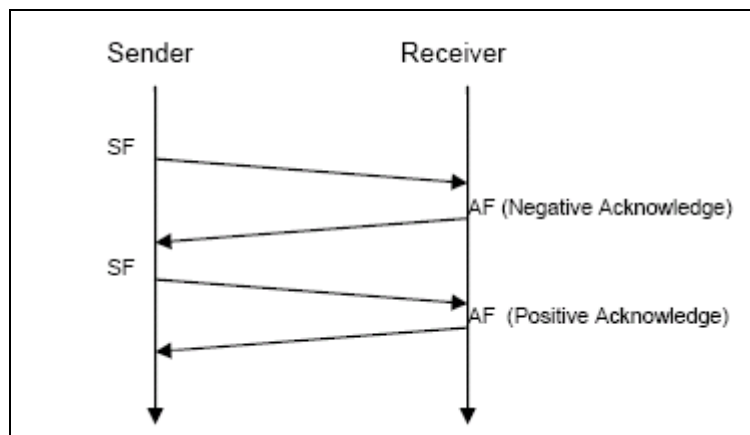 Sender Receiver
SF
AF (Negative Acknowledge)
SF
AF (Positive Acknowledge)